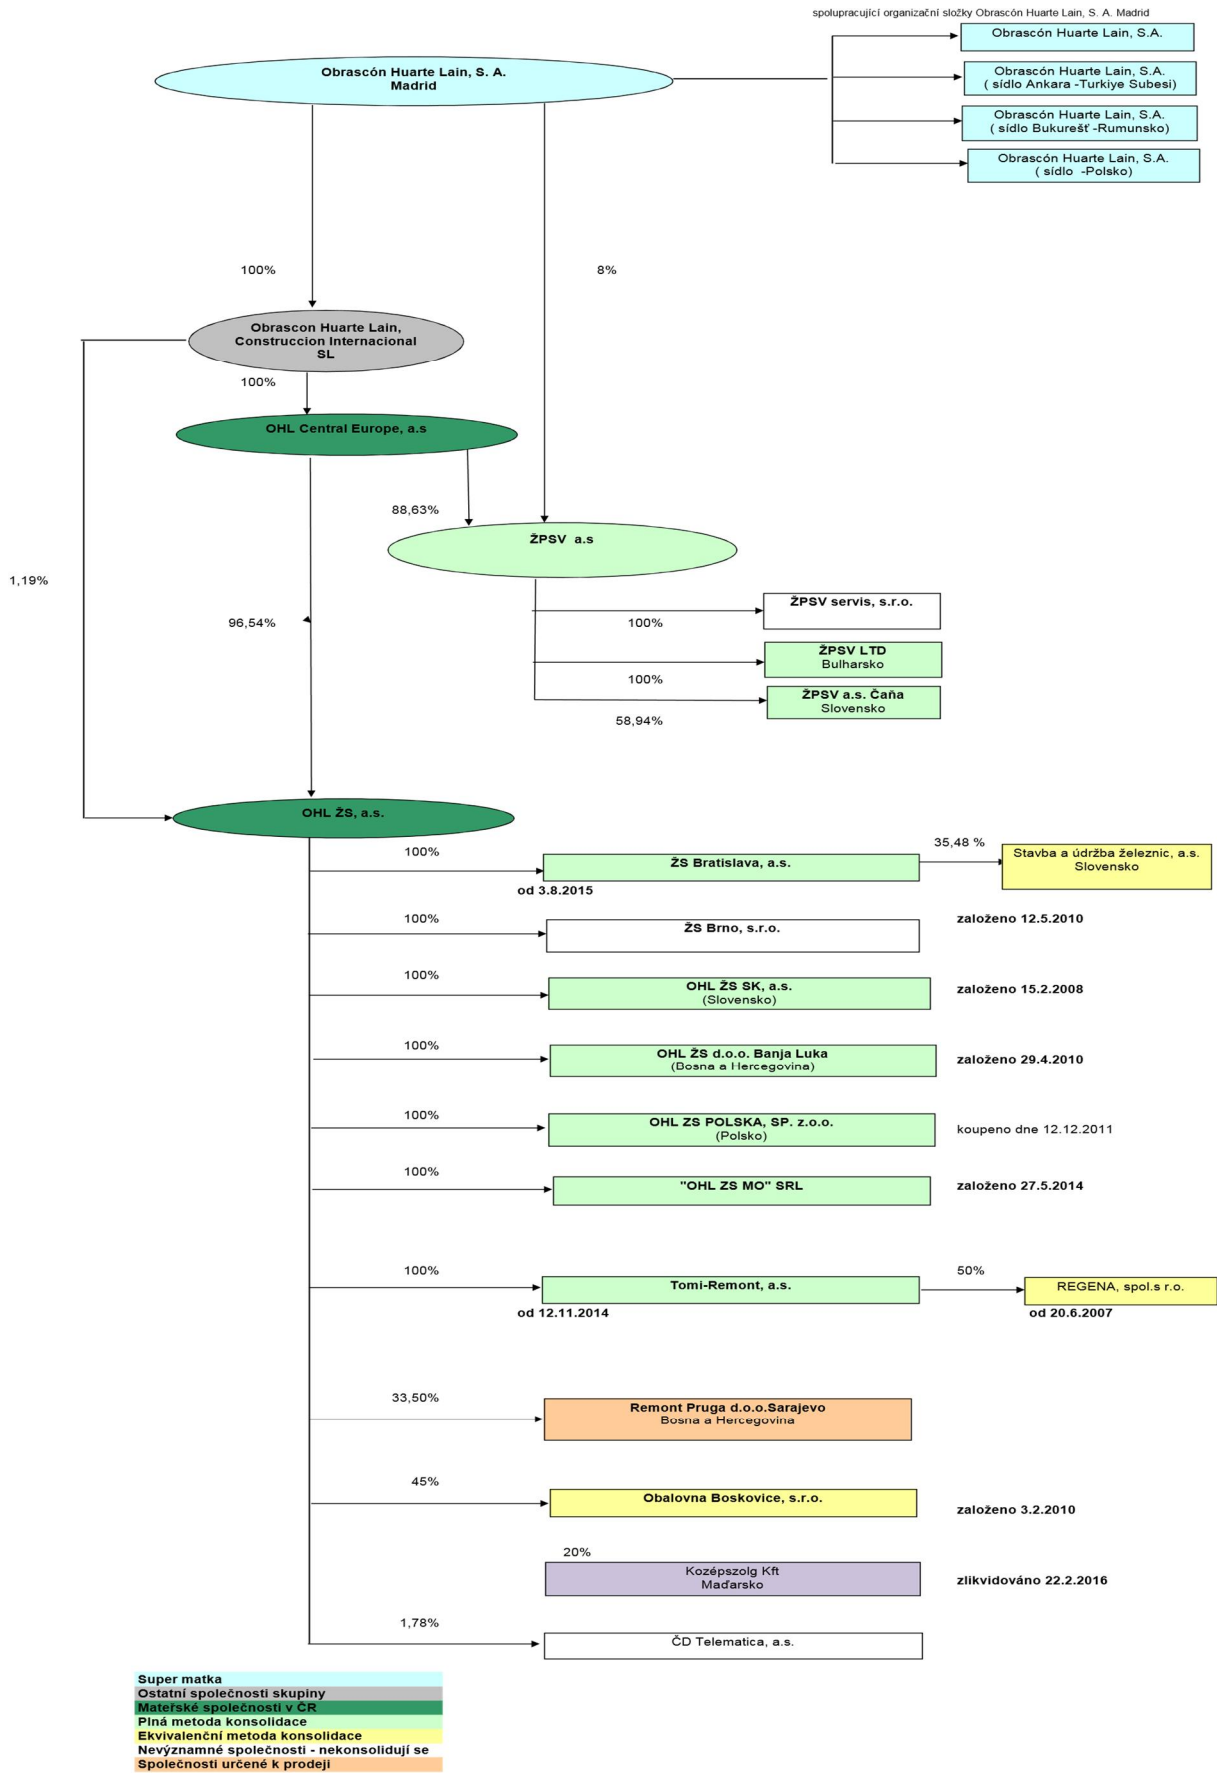 spolupracující organizační složky Obrascón Huarte Lain, S. A. Madrid
Obrascón Huarte Lain, S.A.
Obrascón Huarte Lain, S. A.
Madrid
Obrascón Huarte Lain, S.A.
( sídlo Ankara -Turkiye Subesi)
Obrascón Huarte Lain, S.A.
( sídlo Bukurešť -Rumunsko)
Obrascón Huarte Lain, S.A.
( sídlo -Polsko)
100%
8%
Obrascon Huarte Lain,
Construccion Internacional
SL
100%
OHL Central Europe, a.s
88,63%
ŽPSV a.s
1,19%
96,54%
ŽPSV servis, s.r.o.
100%
ŽPSV LTD
Bulharsko
100%
ŽPSV a.s. Čaňa
Slovensko
58,94%
OHL ŽS, a.s.
100%
ŽS Bratislava, a.s.
od 3.8.2015
35,48 %
Stavba a údržba železnic, a.s.
Slovensko
100%
ŽS Brno, s.r.o.
založeno 12.5.2010
100%
OHL ŽS SK, a.s.
(Slovensko)
založeno 15.2.2008
100%
OHL ŽS d.o.o. Banja Luka
(Bosna a Hercegovina)
založeno 29.4.2010
100%
OHL ZS POLSKA, SP. z.o.o.
(Polsko)
koupeno dne 12.12.2011
100%
"OHL ZS MO" SRL
založeno 27.5.2014
100%
Tomi-Remont, a.s.
od 12.11.2014
50%
REGENA, spol.s r.o.
od 20.6.2007
33,50%
Remont Pruga d.o.o.Sarajevo
Bosna a Hercegovina
45%
Obalovna Boskovice, s.r.o.
založeno 3.2.2010
20%
Kozépszolg Kft
Maďarsko
zlikvidováno 22.2.2016
1,78%
ČD Telematica, a.s.
Super matka
Ostatní společnosti skupiny
Mateřské společnosti v ČR
Plná metoda konsolidace
Ekvivalenční metoda konsolidace
Nevýznamné společnosti - nekonsolidují se
Společnosti určené k prodeji